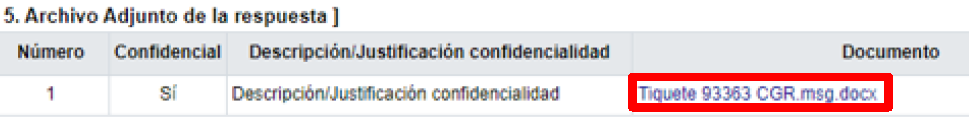 5. Archivo Adjunto de la respuesta ]
Número Confidencial Descripción/Justificación confidencialidad Documento
1 Sí Descripción/Justificación confidencialidad Tiquete 93363 CGR.msg.docx